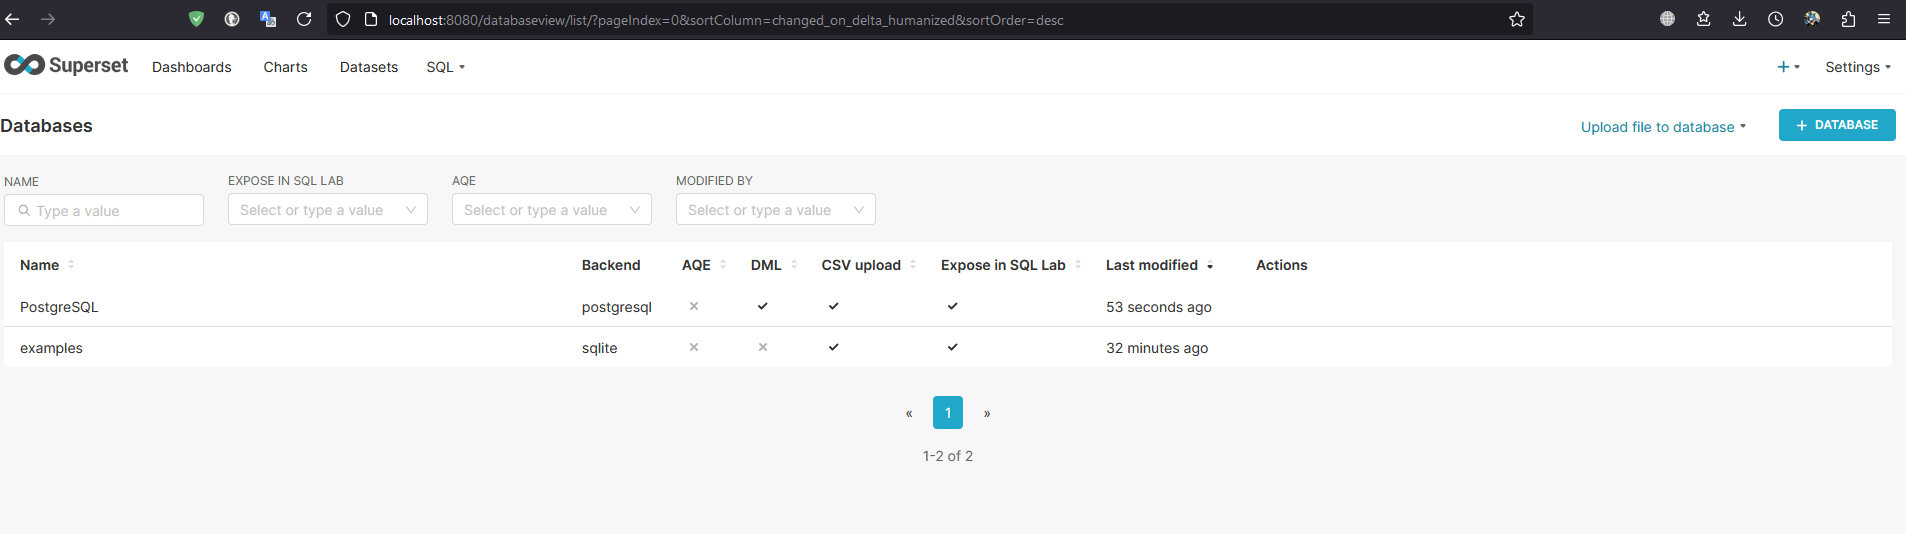 localhost:8080/databaseview/list/?pageIndex=0&sortColumn=changed_on_delta_humanized&sortOrder=desc
Superset Dashboards Charts Datasets SQL + Settings
Databases Upload file to database + DATABASE
NAME EXPOSE IN SQL LAB AQE MODIFIED BY
Type a value Select or type a value Select or type a value Select or type a value
Name Backend AQE DML CSV upload Expose in SQL Lab Last modified Actions
PostgreSQL postgresql 53 seconds ago
examples sqlite 32 minutes ago
« 1 »
1-2 of 2